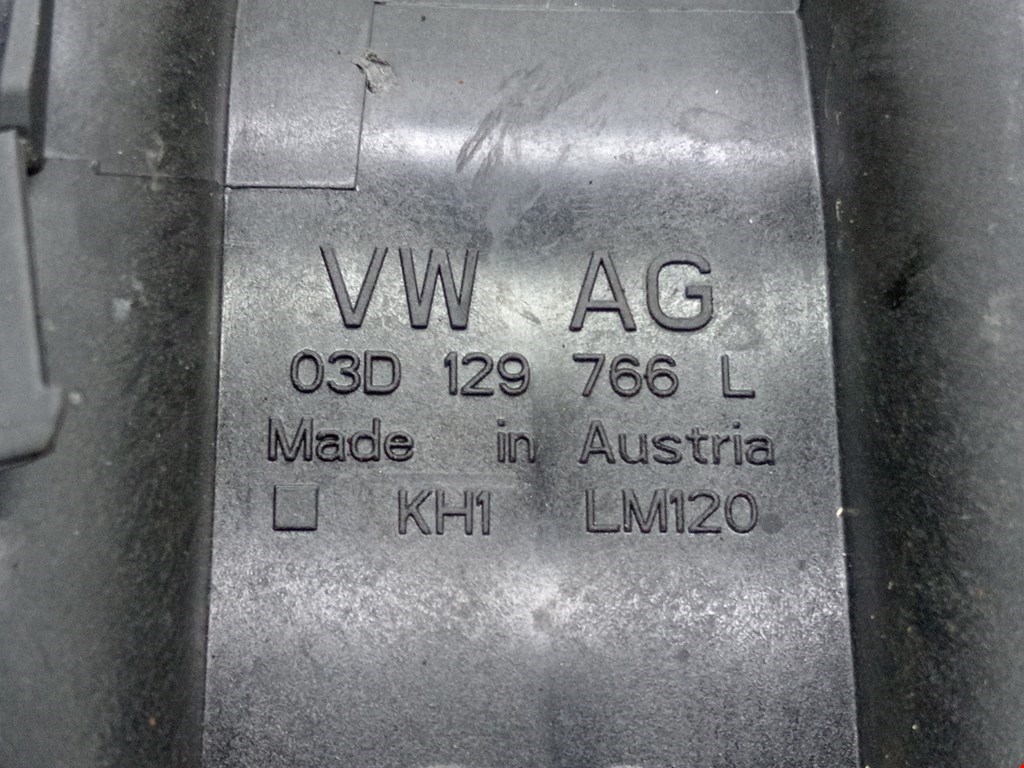 VW AG
03D 129 766 L
Made in Austria
KH1 LM120